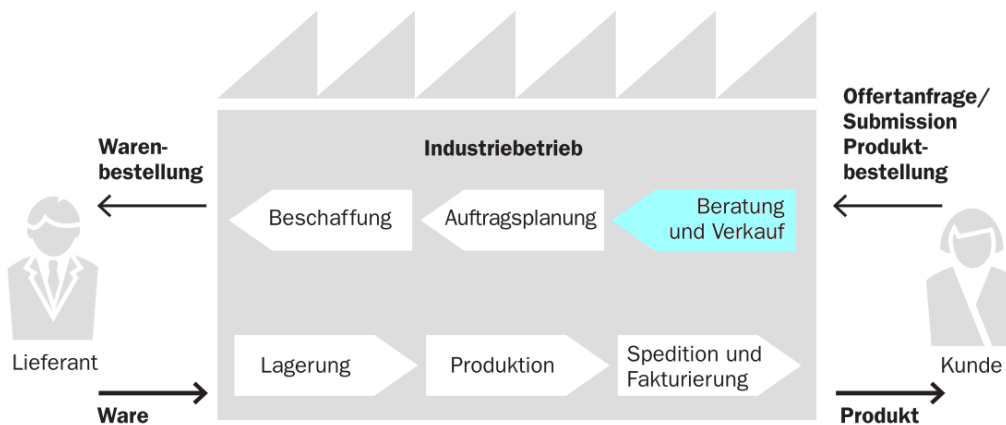 Offertanfrage/
Submission
Produkt-
bestellung
Waren-
bestellung
Industriebetrieb
Beschaffung
Auftragsplanung
Beratung
und Verkauf
Lieferant
Lagerung
Produktion
Spedition und
Fakturierung
Kunde
Ware
Produkt